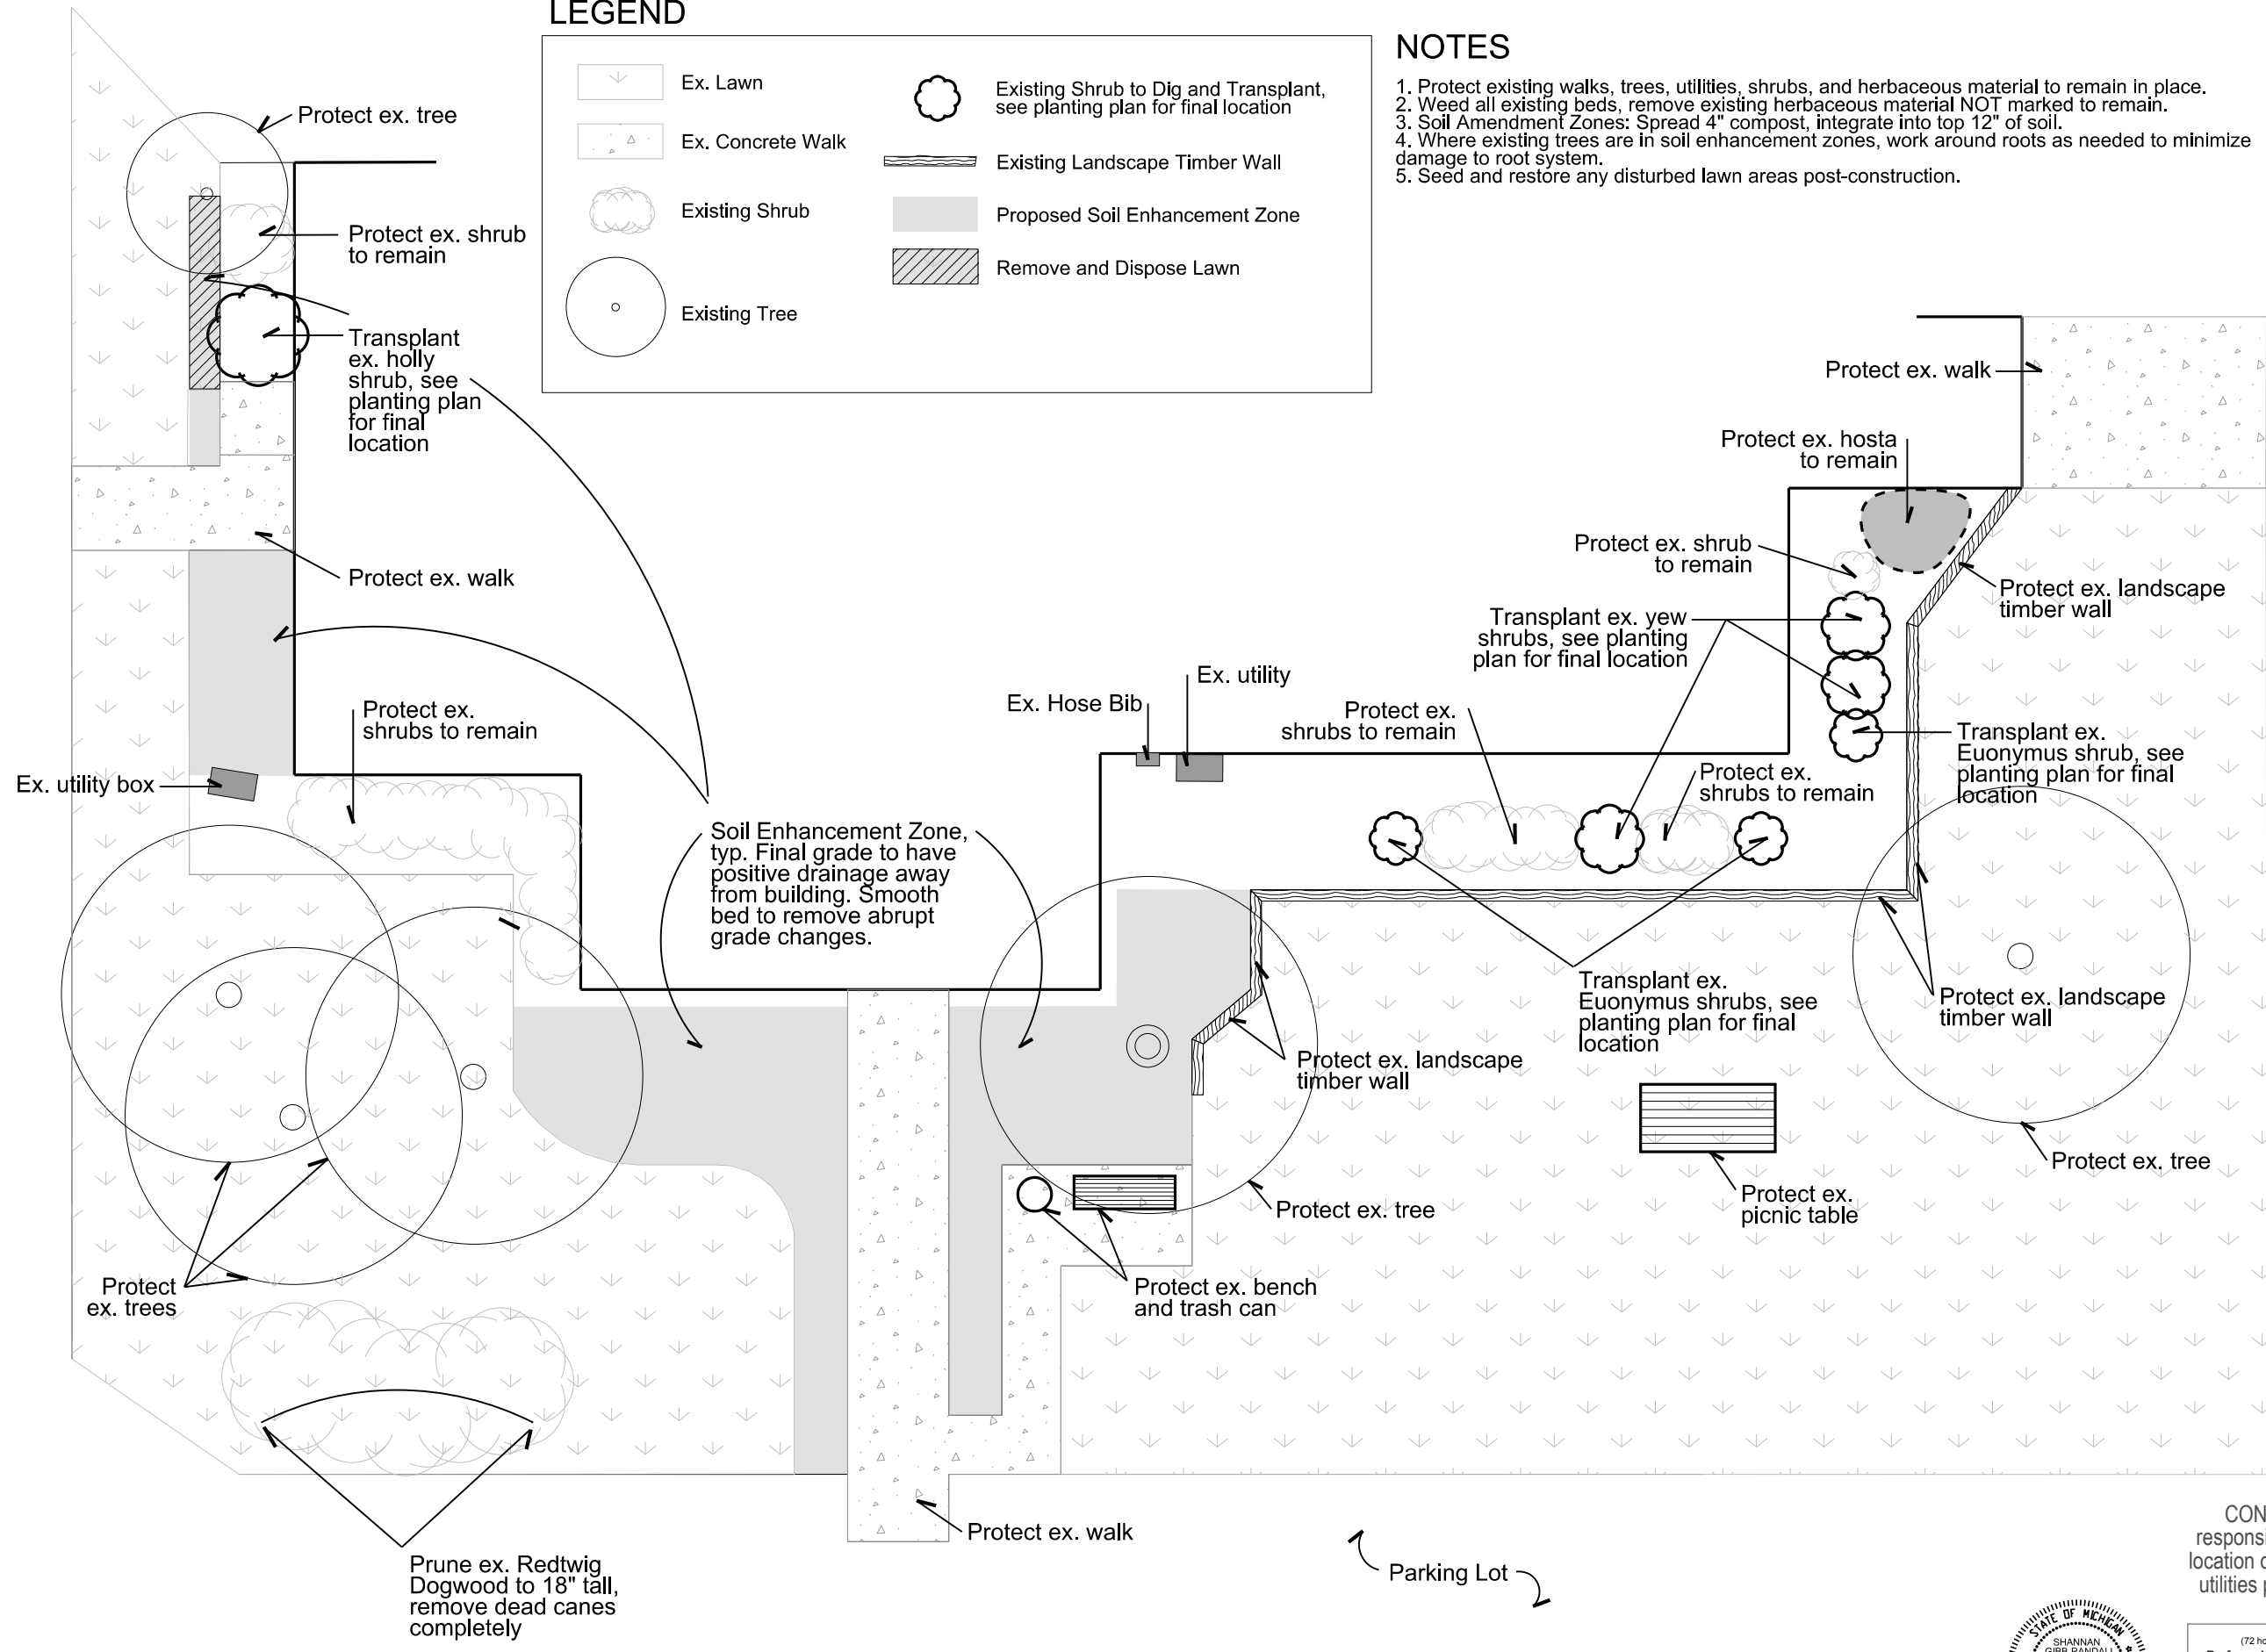 LEGEND
Ex. Lawn
Ex. Concrete Walk
Existing Shrub
Existing Tree
Existing Shrub to Dig and Transplant,
see planting plan for final location
Existing Landscape Timber Wall
Proposed Soil Enhancement Zone
Remove and Dispose Lawn
NOTES
1. Protect existing walks, trees, utilities, shrubs, and herbaceous material to remain in place.
2. Weed all existing beds, remove existing herbaceous material NOT marked to remain.
3. Soil Amendment Zones: Spread 4" compost, integrate into top 12" of soil.
4. Where existing trees are in soil enhancement zones, work around roots as needed to minimize
damage to root system.
5. Seed and restore any disturbed lawn areas post-construction.
Protect ex. tree
Protect ex. shrub
to remain
Transplant
ex. holly
shrub, see
planting plan
for final
location
Protect ex. walk
Protect ex.
shrubs to remain
Ex. utility box
Soil Enhancement Zone,
typ. Final grade to have
positive drainage away
from building. Smooth
bed to remove abrupt
grade changes.
Protect
ex. trees
Prune ex. Redtwig
Dogwood to 18" tall,
remove dead canes
completely
Protect ex. walk
Protect ex. bench
and trash can
Protect ex. tree
Protect ex. landscape
timber wall
Ex. Hose Bib
Ex. utility
Protect ex.
shrubs to remain
Protect ex.
shrubs to remain
Transplant ex. yew
shrubs, see planting
plan for final location
Protect ex. shrub
to remain
Protect ex. hosta
to remain
Protect ex. walk
Protect ex. landscape
timber wall
Transplant ex.
Euonymus shrub, see
planting plan for final
location
Transplant ex.
Euonymus shrubs, see
planting plan for final
location
Protect ex. landscape
timber wall
Protect ex. tree
Protect ex.
picnic table
Parking Lot
CON
responsi
location o
utilities p
STATE OF MICHIGAN
SHANNAN
GIBB-RANDALL
(72 ho